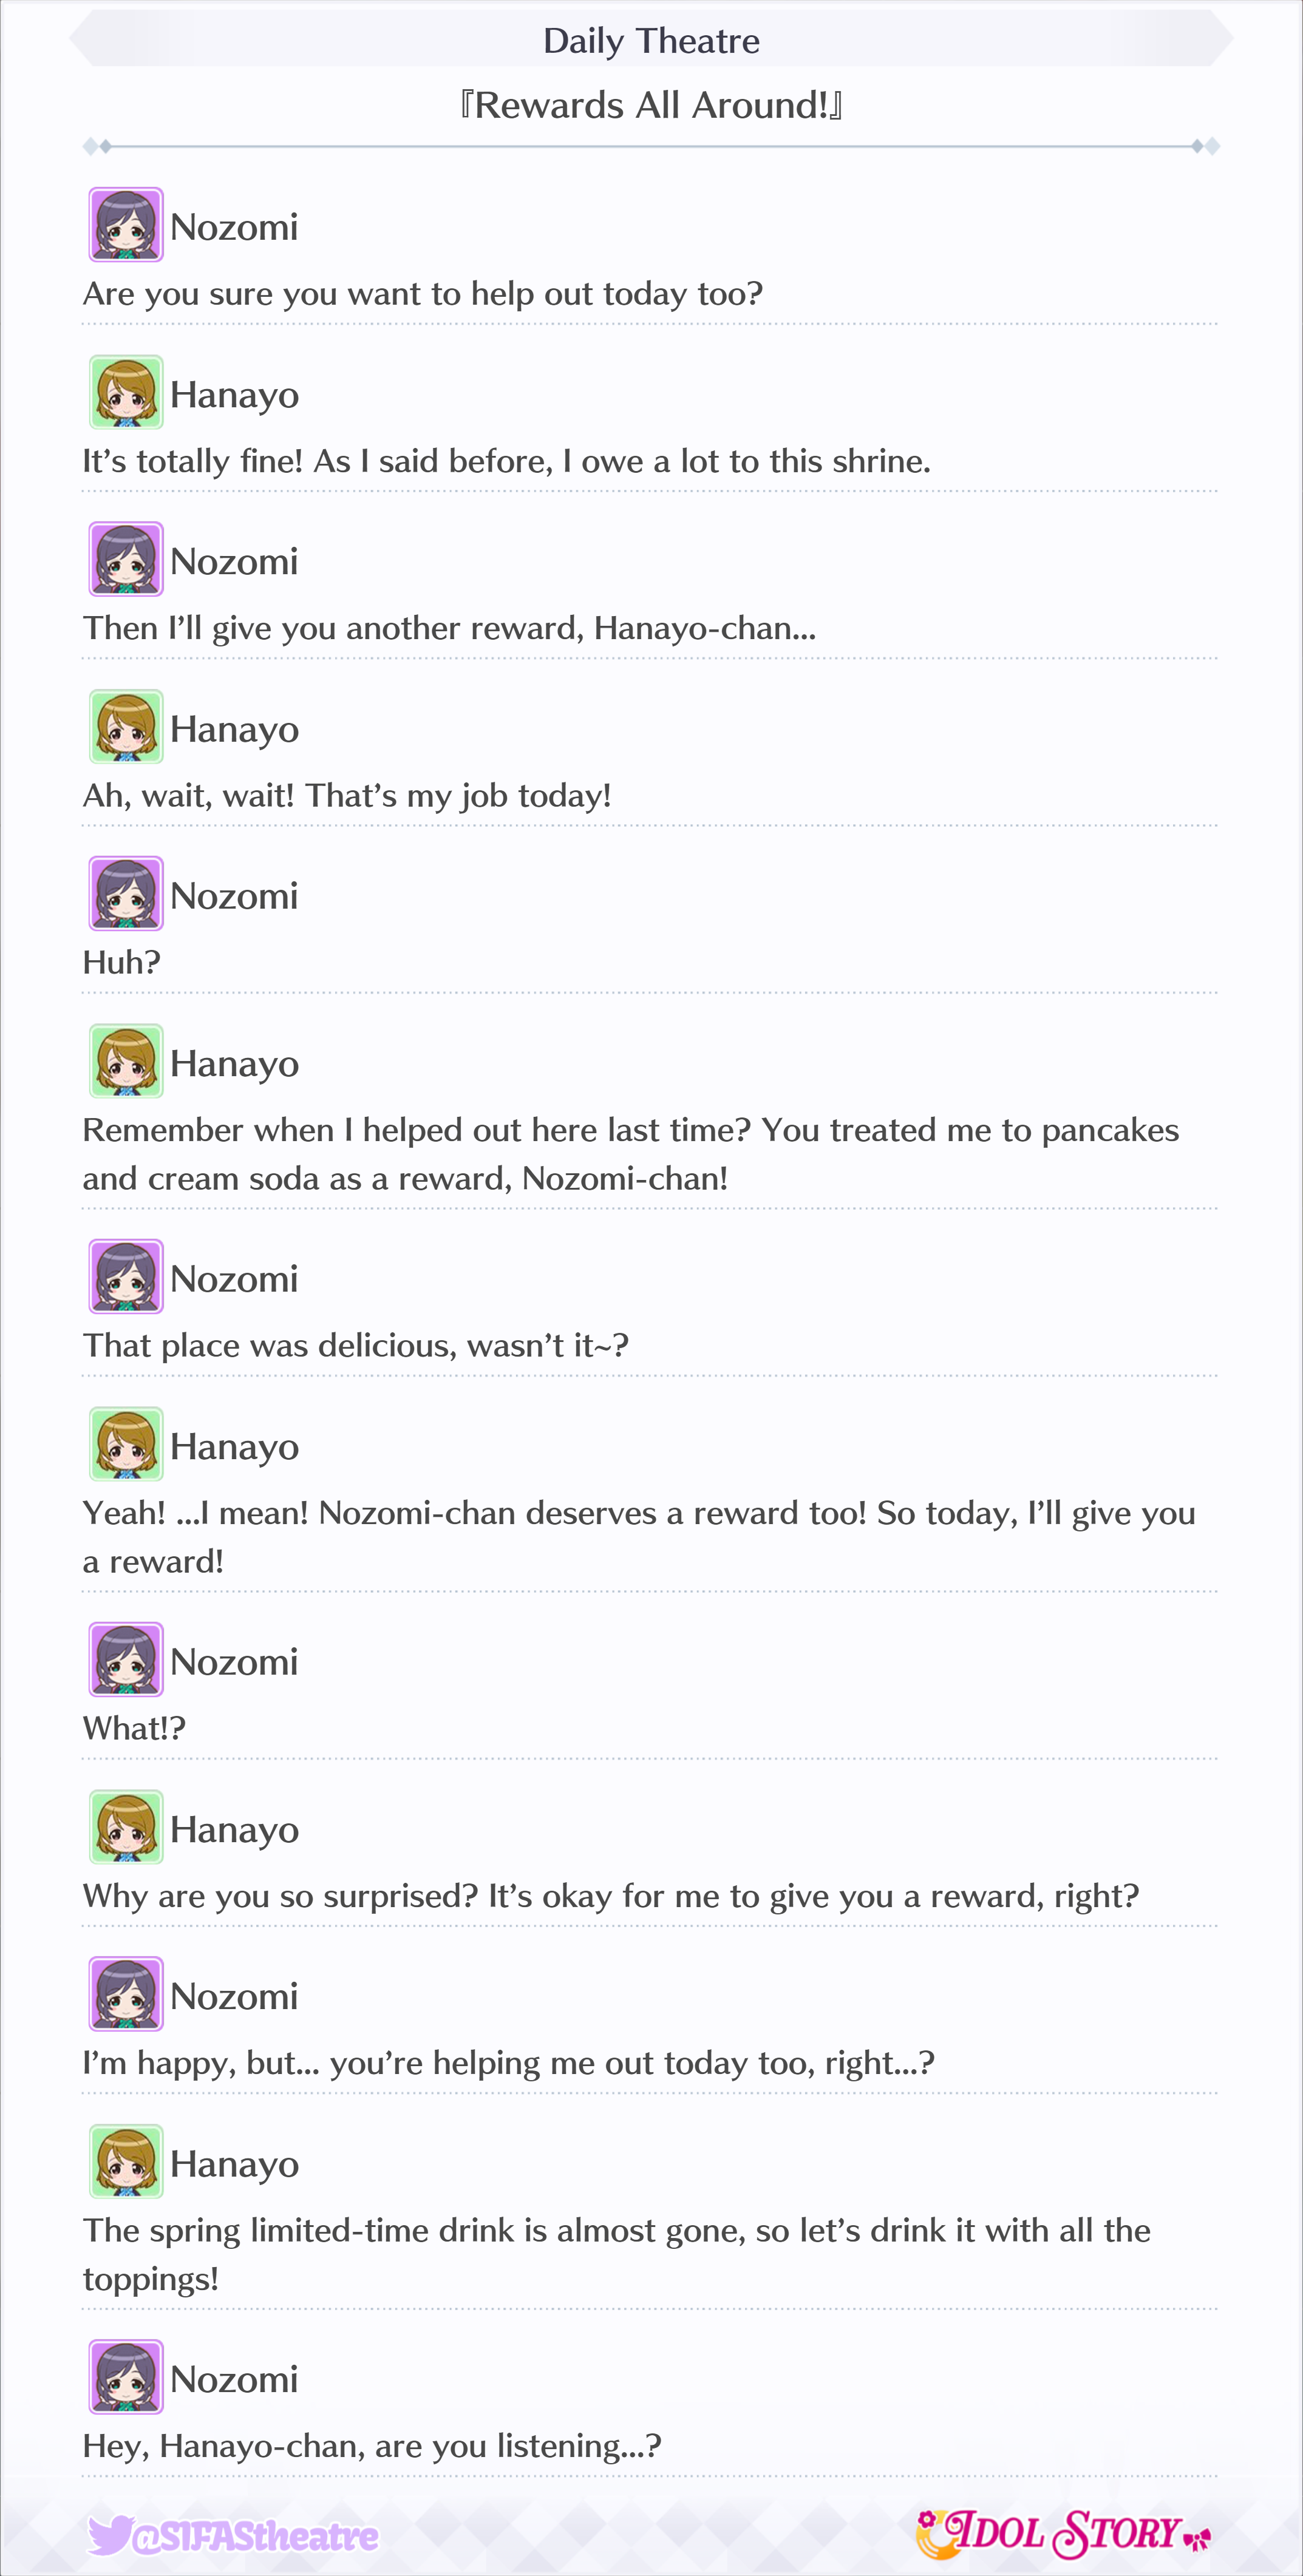 Daily Theatre
『Rewards All Around!』
Nozomi
Are you sure you want to help out today too?
Hanayo
It's totally fine! As I said before, I owe a lot to this shrine.
Nozomi
Then I'll give you another reward, Hanayo-chan...
Hanayo
Ah, wait, wait! That's my job today!
Nozomi
Huh?
Hanayo
Remember when I helped out here last time? You treated me to pancakes
and cream soda as a reward, Nozomi-chan!
Nozomi
That place was delicious, wasn't it~?
Hanayo
Yeah! ...I mean! Nozomi-chan deserves a reward too! So today, I'll give you
a reward!
Nozomi
What!?
Hanayo
Why are you so surprised? It's okay for me to give you a reward, right?
Nozomi
I'm happy, but... you're helping me out today too, right...?
Hanayo
The spring limited-time drink is almost gone, so let's drink it with all the
toppings!
Nozomi
Hey, Hanayo-chan, are you listening...?
@SIFAStheatre
IDOL STORY